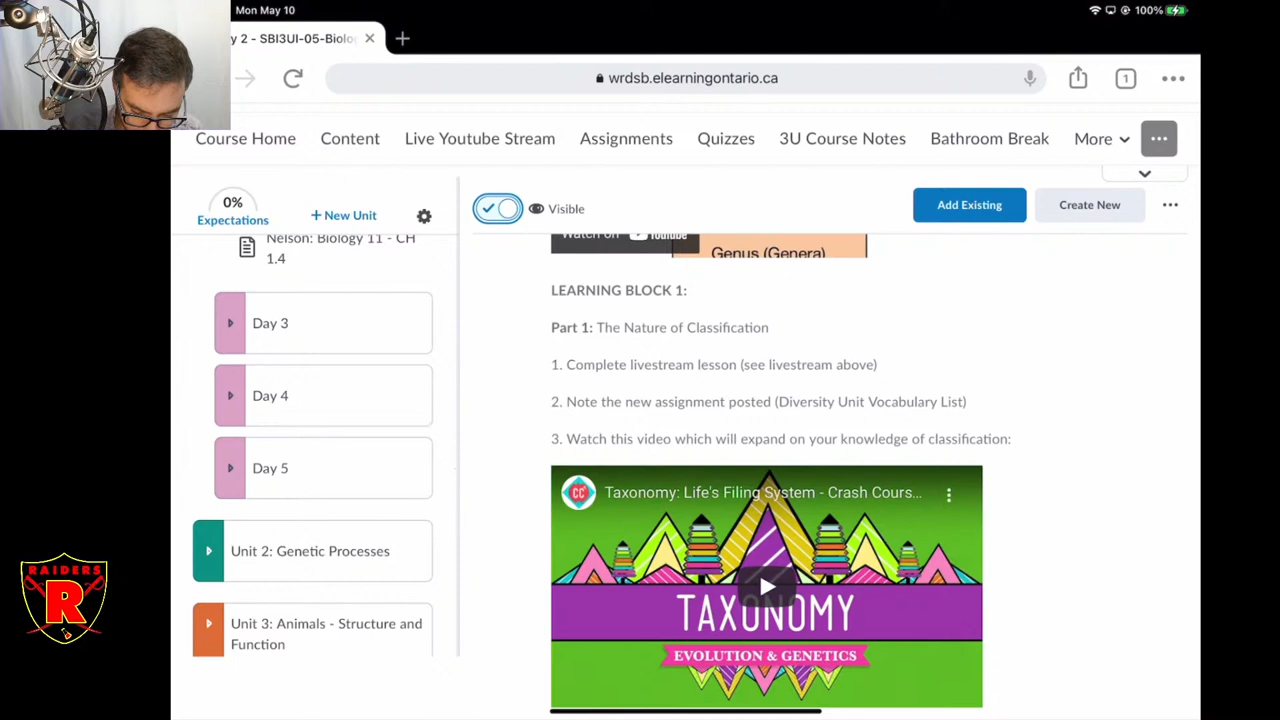 Mon May 10
100%
y 2 - SBI3UI-05-Biolo
wrdsb.elearningontario.ca
1
Course Home
Content
Live Youtube Stream
Assignments
Quizzes
3U Course Notes
Bathroom Break
More
0%
Expectations
+ New Unit
Visible
Add Existing
Create New
Nelson: Biology 11 - CH
1.4
Day 3
Day 4
Day 5
Unit 2: Genetic Processes
Unit 3: Animals - Structure and
Function
Watch on YouTube
Genus (Genera)
LEARNING BLOCK 1:
Part 1: The Nature of Classification
1. Complete livestream lesson (see livestream above)
2. Note the new assignment posted (Diversity Unit Vocabulary List)
3. Watch this video which will expand on your knowledge of classification:
CC
Taxonomy: Life's Filing System - Crash Cours...
TAXONOMY
EVOLUTION & GENETICS
RAIDERS
R